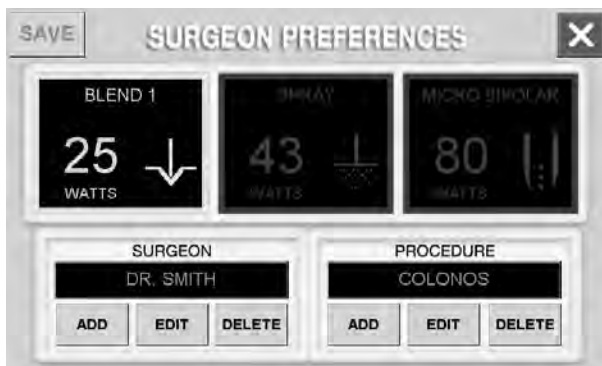 SAVE
SURGEON PREFERENCES
BLEND 1
25
WATTS
SPRAY
43
WATTS
MICRO BIPOLAR
80
WATTS
SURGEON
DR. SMITH
ADD EDIT DELETE
PROCEDURE
COLONOS
ADD EDIT DELETE